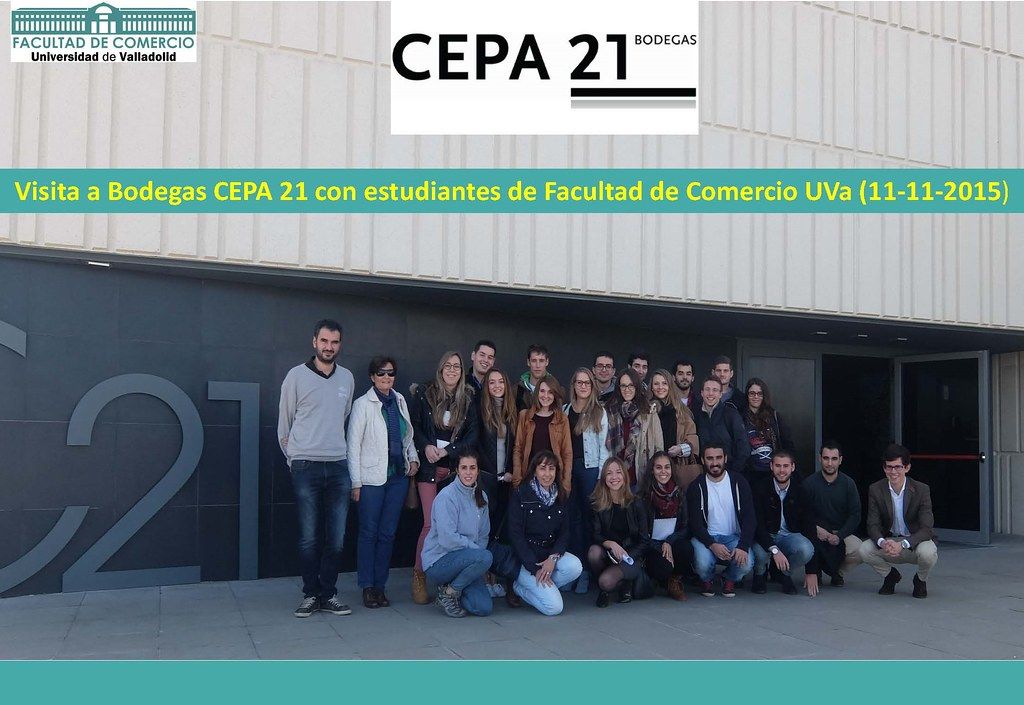 FACULTAD DE COMERCIO
Universidad de Valladolid
CEPA 21 BODEGAS
Visita a Bodegas CEPA 21 con estudiantes de Facultad de Comercio UVa (11-11-2015)
C21